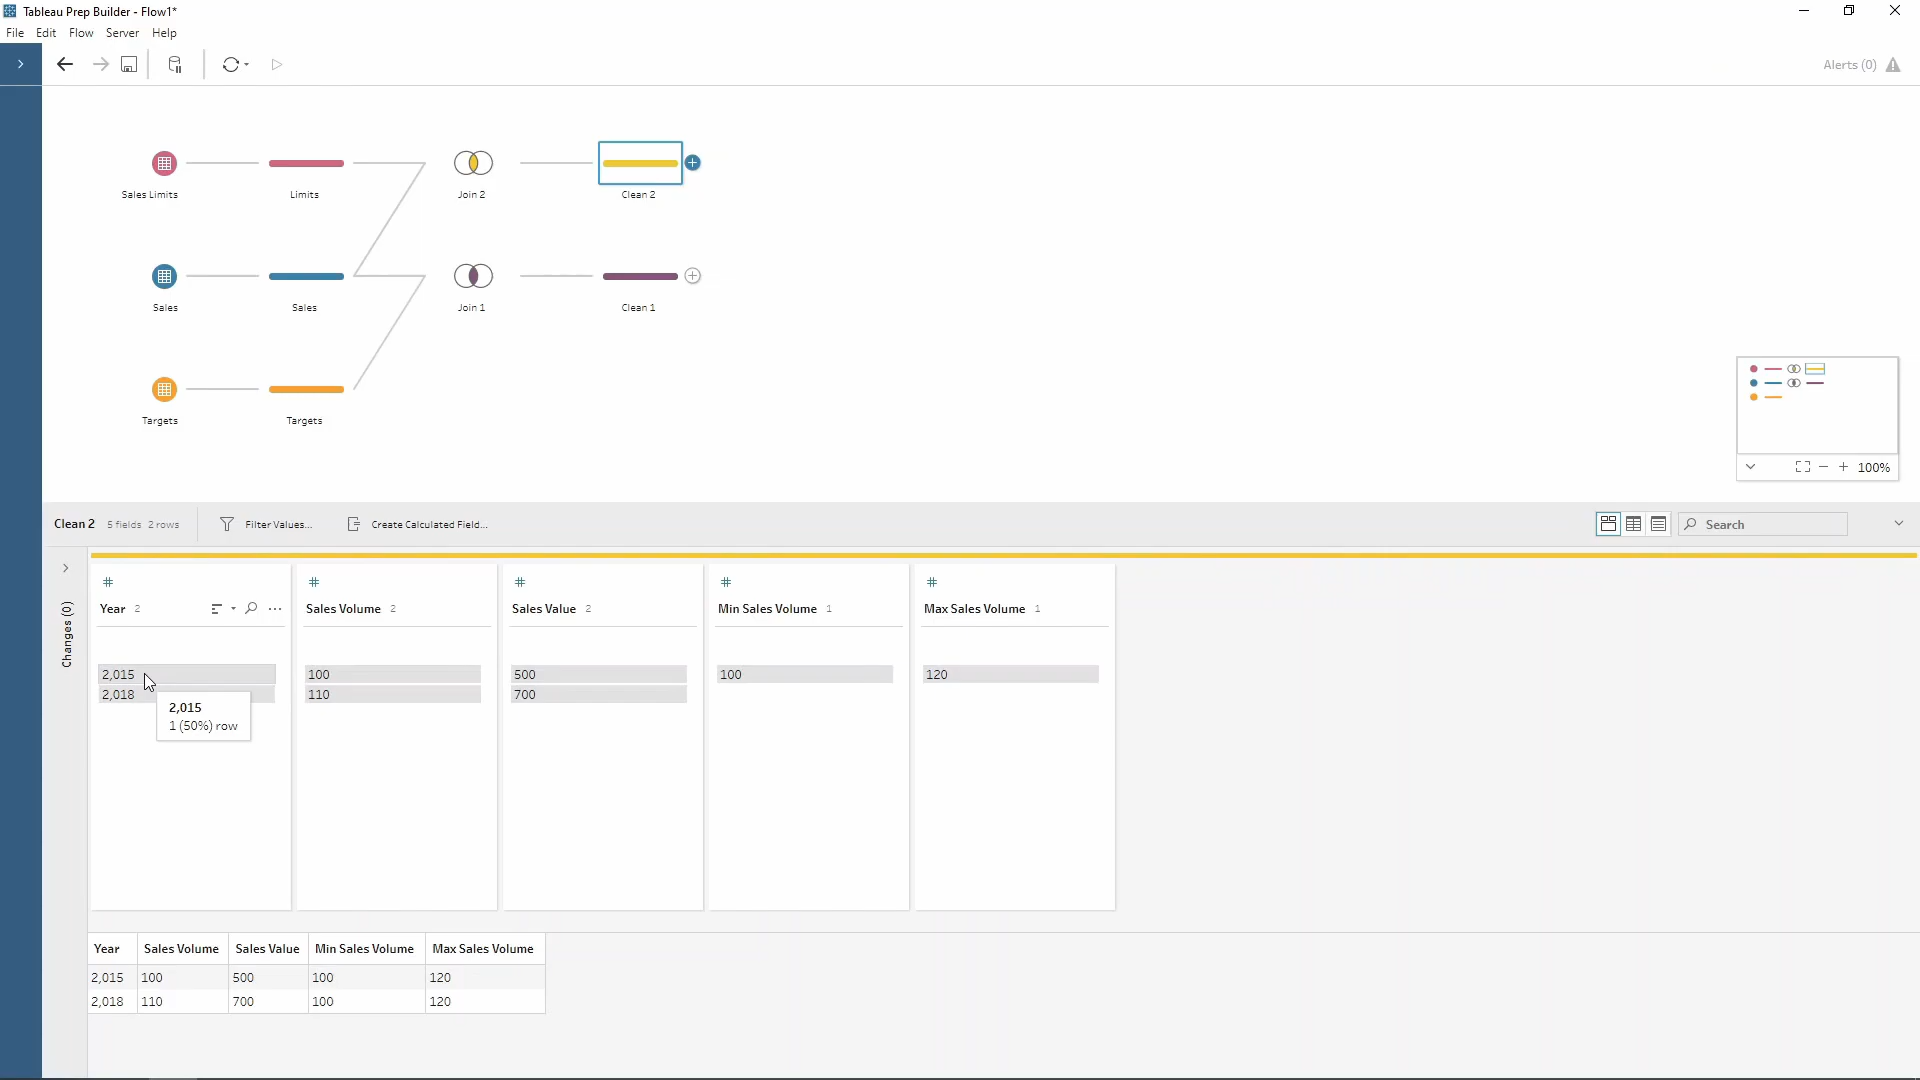 Tableau Prep Builder - Flow1*
File Edit Flow Server Help
Alerts (0)
Sales Limits Limits Join 2 Clean 2
Sales Sales Join 1 Clean 1
Targets Targets
100%
Clean 2 5 fields 2 rows Filter Values... Create Calculated Field... Search
Changes (0)
Year 2 Sales Volume 2 Sales Value 2 Min Sales Volume 1 Max Sales Volume 1
2,015 100 500 100 120
2,018 110 700
2,015
1 (50%) row
Year Sales Volume Sales Value Min Sales Volume Max Sales Volume
2,015 100 500 100 120
2,018 110 700 100 120